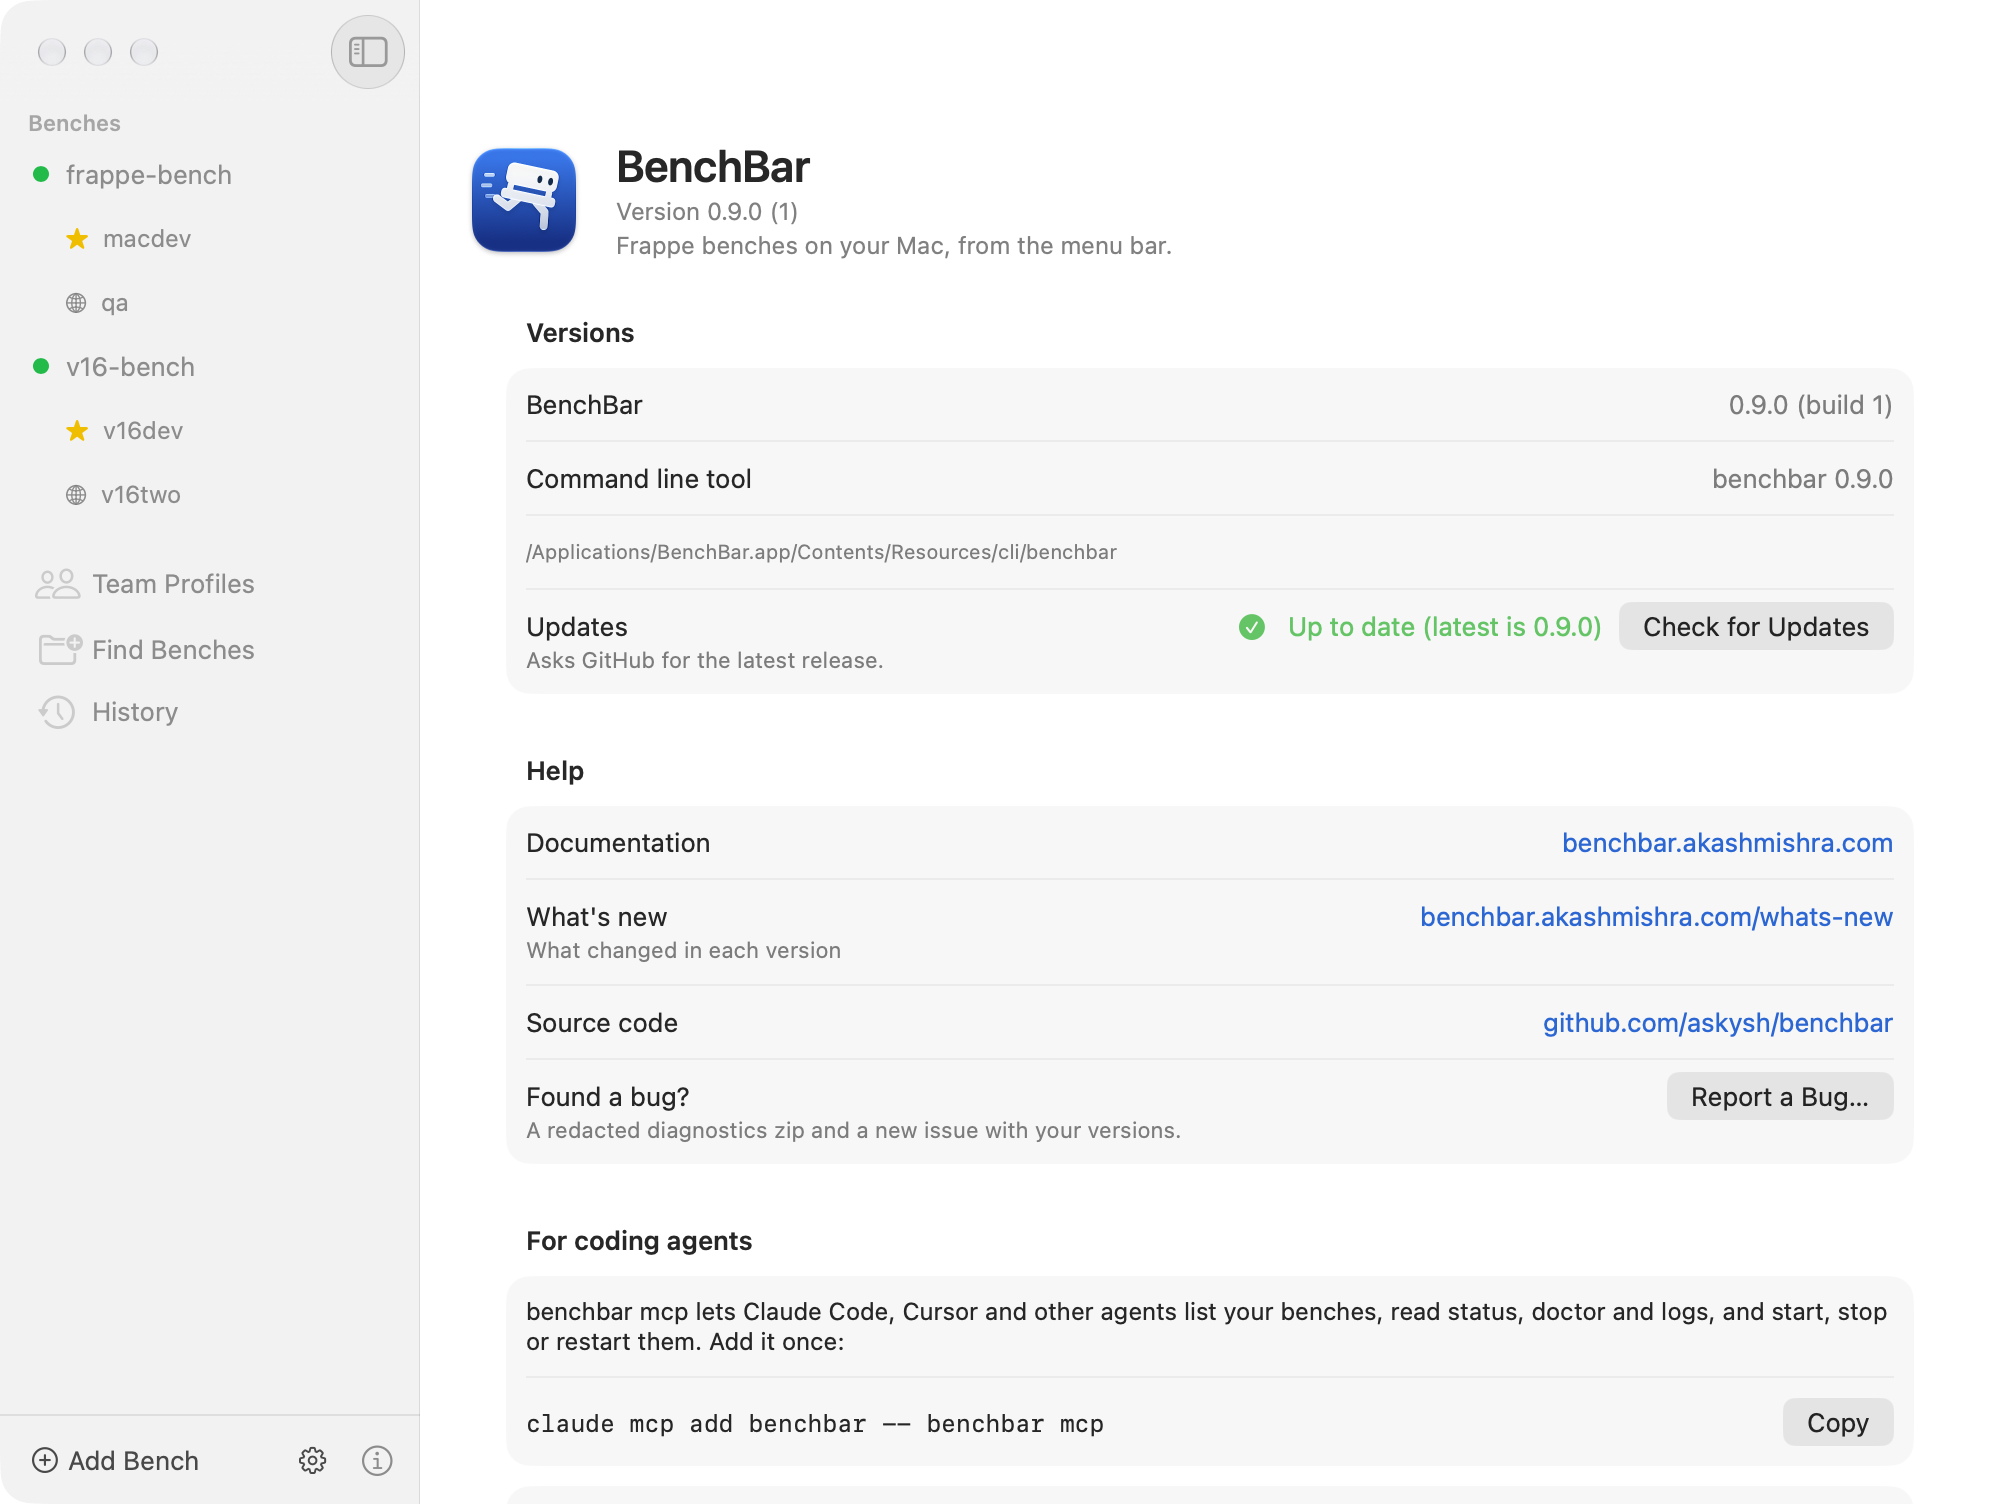 Benches
frappe-bench
macdev
qa
v16-bench
v16dev
v16two
Team Profiles
Find Benches
History
Add Bench
BenchBar
Version 0.9.0 (1)
Frappe benches on your Mac, from the menu bar.
Versions
BenchBar
0.9.0 (build 1)
Command line tool
benchbar 0.9.0
/Applications/BenchBar.app/Contents/Resources/cli/benchbar
Updates
Up to date (latest is 0.9.0)
Check for Updates
Asks GitHub for the latest release.
Help
Documentation
benchbar.akashmishra.com
What's new
benchbar.akashmishra.com/whats-new
What changed in each version
Source code
github.com/askysh/benchbar
Found a bug?
Report a Bug...
A redacted diagnostics zip and a new issue with your versions.
For coding agents
benchbar mcp lets Claude Code, Cursor and other agents list your benches, read status, doctor and logs, and start, stop
or restart them. Add it once:
claude mcp add benchbar -- benchbar mcp
Copy